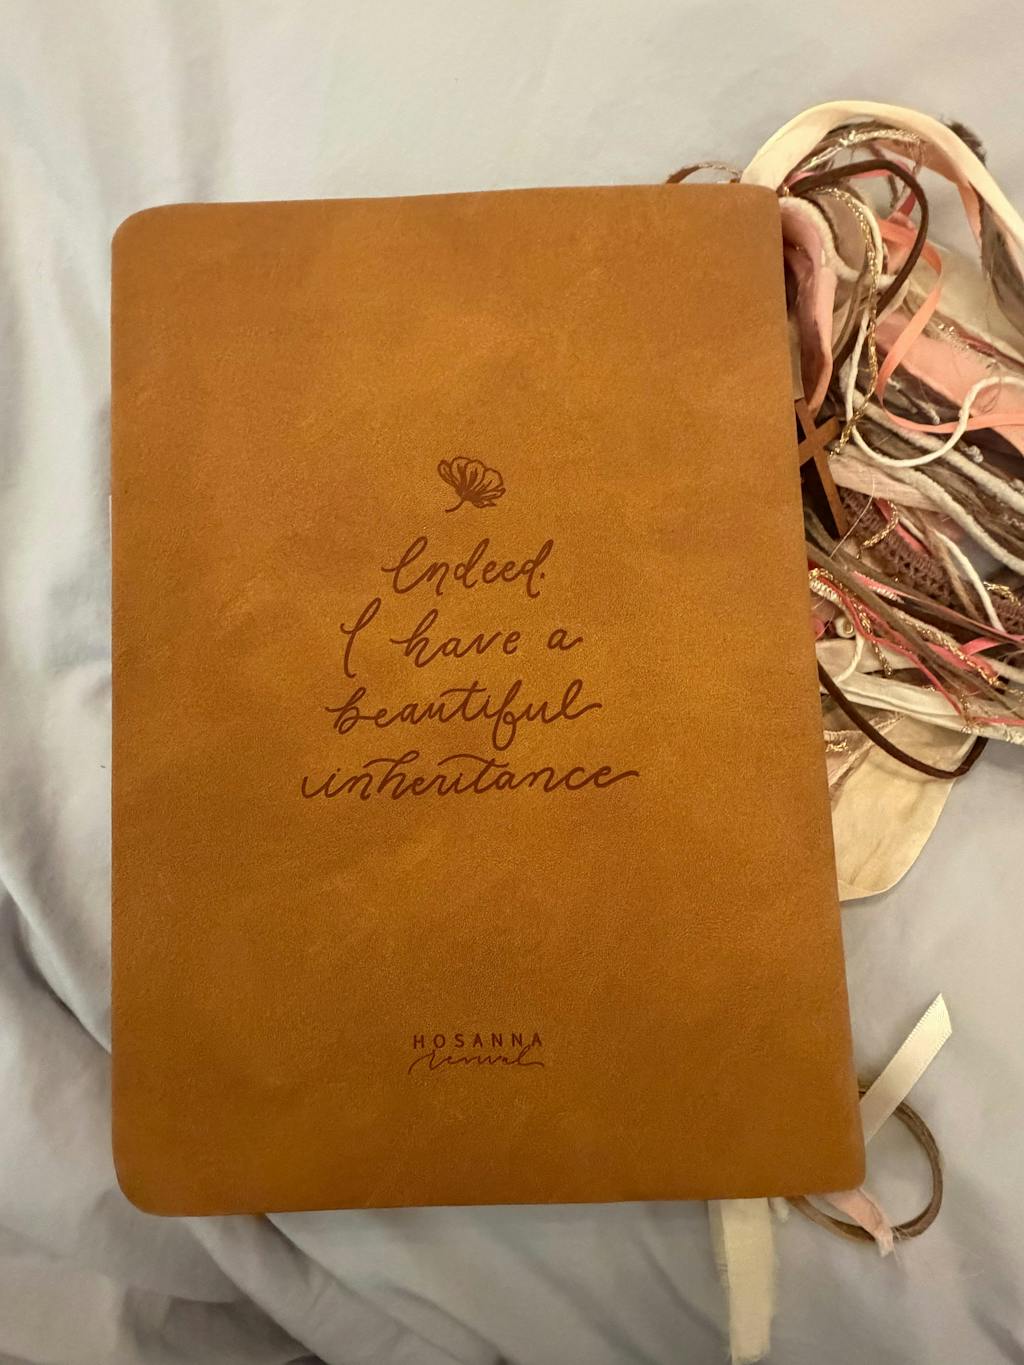 Indeed,
I have a
beautiful
inheritance
HOSANNA
revival